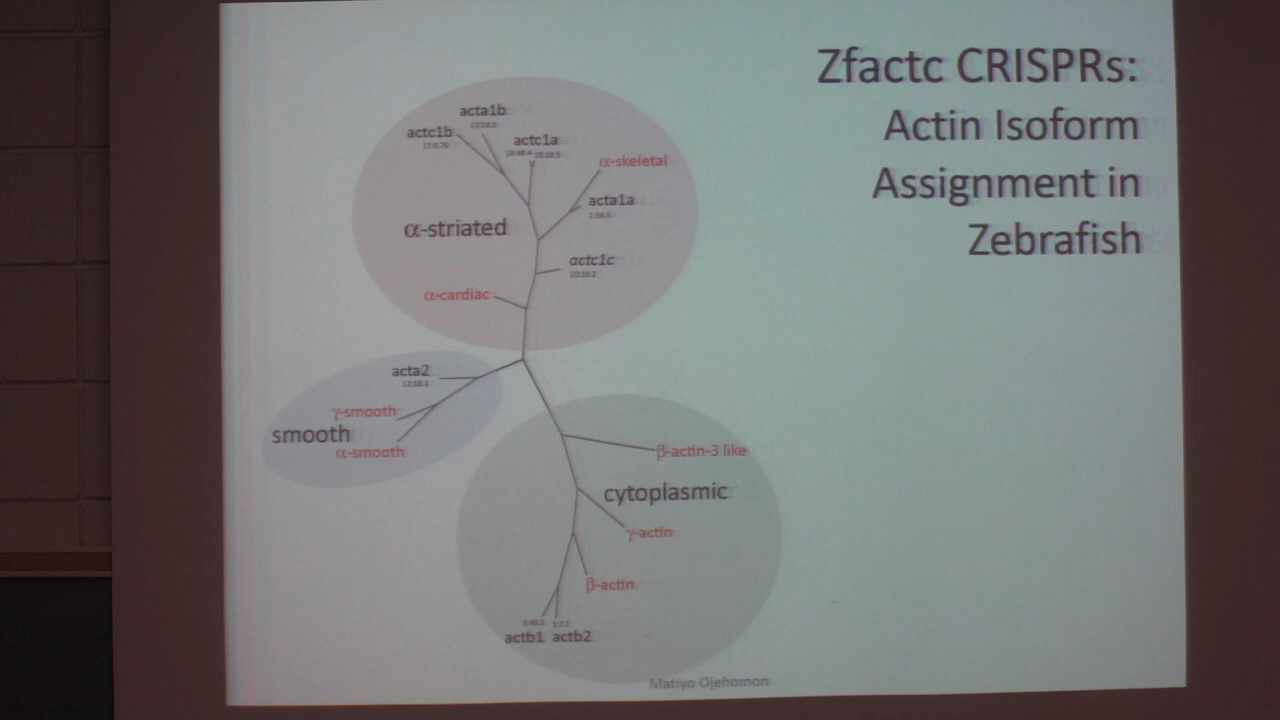 Zfactc CRISPRs:
Actin Isoform
Assignment in
Zebrafish
acta1b
actc1b
actc1a
α-skeletal
acta1a
α-striated
actc1c
α-cardiac
acta2
γ-smooth
smooth
α-smooth
β-actin-3 like
cytoplasmic
γ-actin
β-actin
actb1 actb2
Matiyo Ojehomon